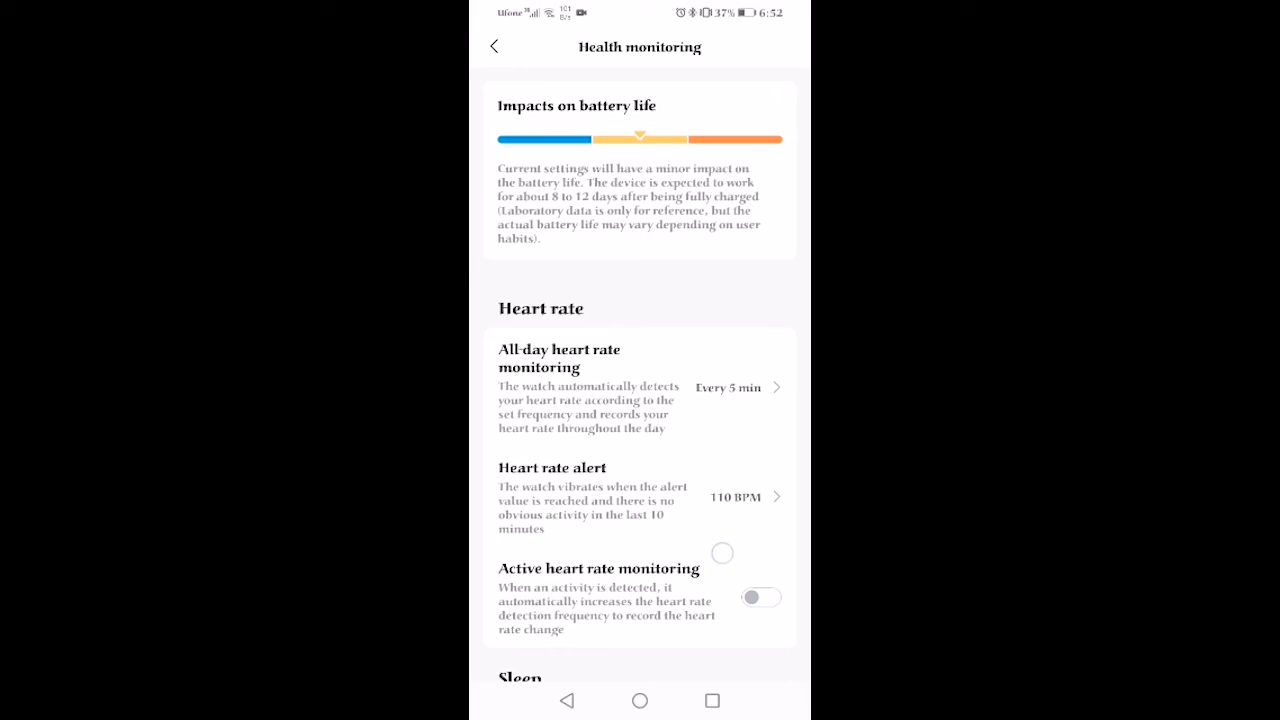 Ufone 101 B/s 37% 6:52
Health monitoring
Impacts on battery life
Current settings will have a minor impact on
the battery life. The device is expected to work
for about 8 to 12 days after being fully charged
(Laboratory data is only for reference, but the
actual battery life may vary depending on user
habits).
Heart rate
All-day heart rate
monitoring
The watch automatically detects
your heart rate according to the
set frequency and records your
heart rate throughout the day
Every 5 min
Heart rate alert
The watch vibrates when the alert
value is reached and there is no
obvious activity in the last 10
minutes
110 BPM
Active heart rate monitoring
When an activity is detected, it
automatically increases the heart rate
detection frequency to record the heart
rate change
Sleep